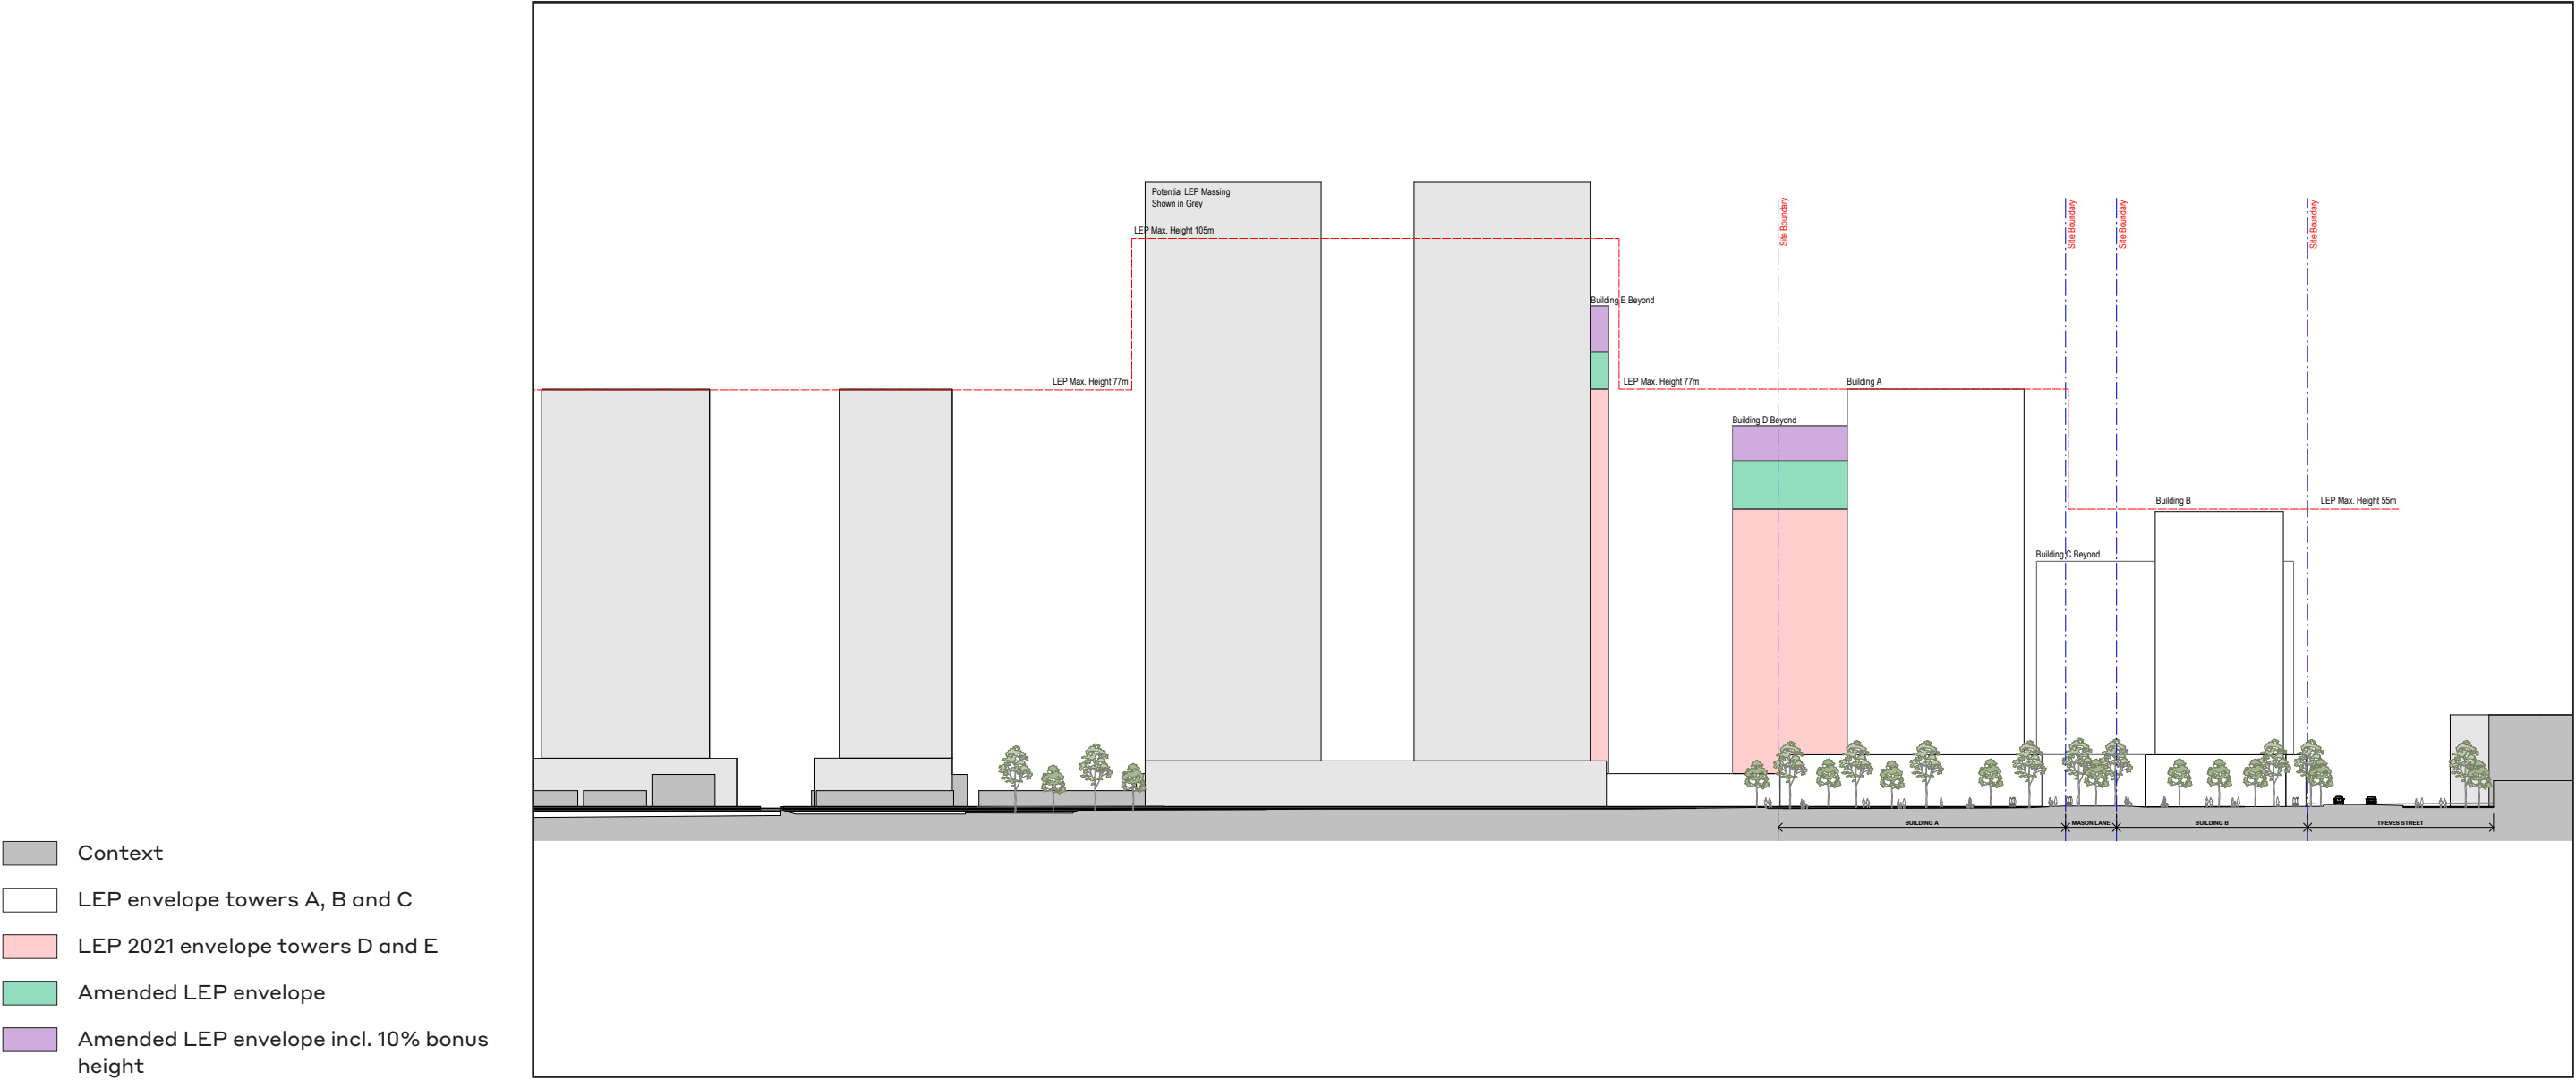 Potential LEP Massing
Shown in Grey
LEP Max. Height 105m
Site Boundary
Site Boundary
Site Boundary
Site Boundary
Building E Beyond
LEP Max. Height 77m
LEP Max. Height 77m
Building A
Building D Beyond
Building B
LEP Max. Height 55m
Building C Beyond
BUILDING A
MASON LANE
BUILDING B
TREVES STREET
Context
LEP envelope towers A, B and C
LEP 2021 envelope towers D and E
Amended LEP envelope
Amended LEP envelope incl. 10% bonus
height